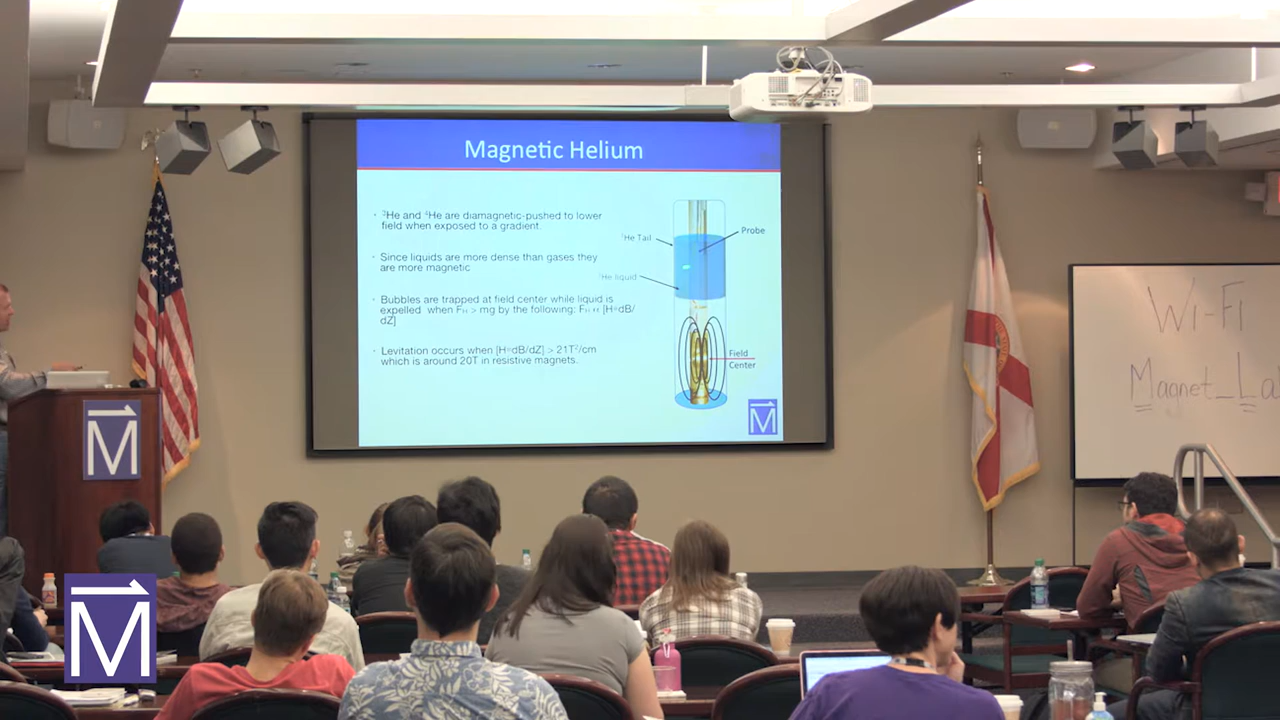 Magnetic Helium
· ³He and ⁴He are diamagnetic-pushed to lower
field when exposed to a gradient.
· Since liquids are more dense than gases they
are more magnetic
· Bubbles are trapped at field center while liquid is
expelled when F > mg by the following: F [H=dB/
dZ]
· Levitation occurs when [H=dB/dZ] > 21T²/cm
which is around 20T in resistive magnets.
Probe
He Tail
He liquid
Field
Center
M
M
Wi-Fi
Magnet_La
M